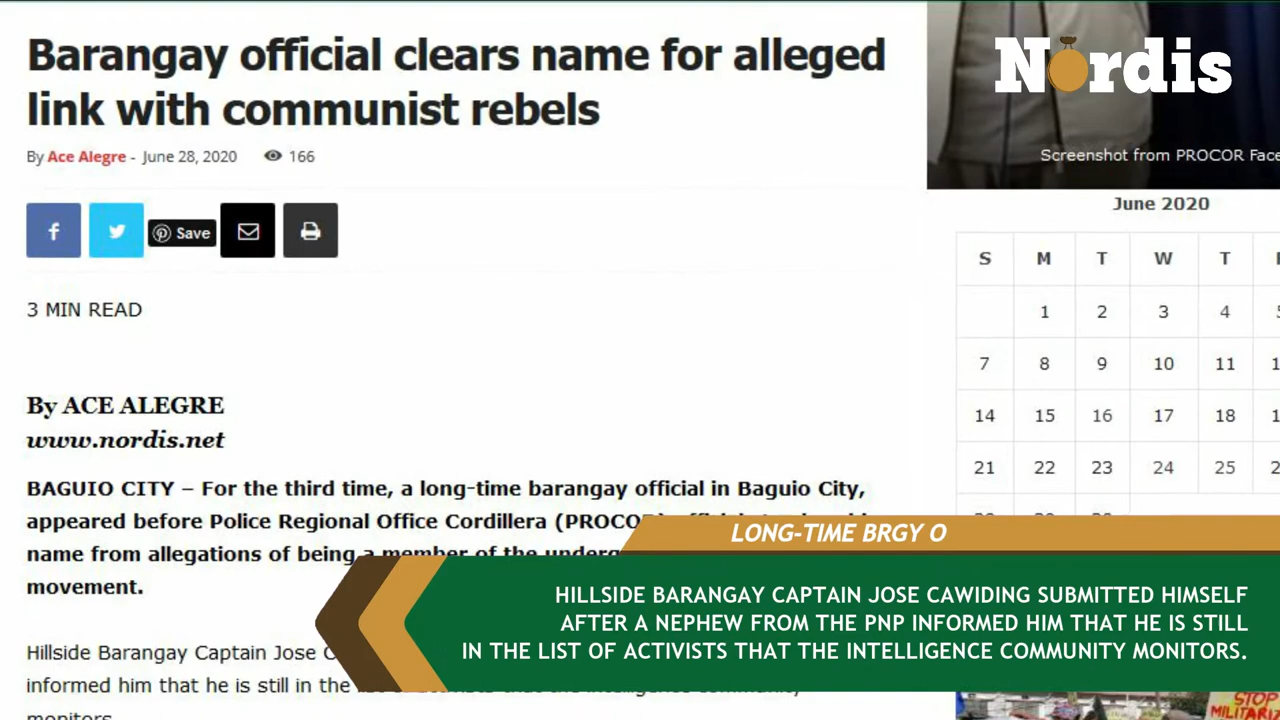 Barangay official clears name for alleged
link with communist rebels
By Ace Alegre - June 28, 2020 166
Save
3 MIN READ
By ACE ALEGRE
www.nordis.net
BAGUIO CITY – For the third time, a long-time barangay official in Baguio City,
appeared before Police Regional Office Cordillera
name from allegations of being a member of the
movement.
Hillside Barangay Captain Jose
informed him that he is still in the
monitors.
Nordis
Screenshot from PROCOR
June 2020
S M T W T
1 2 3 4
7 8 9 10 11
14 15 16 17 18
21 22 23 24 25
LONG-TIME BRGY O
HILLSIDE BARANGAY CAPTAIN JOSE CAWIDING SUBMITTED HIMSELF
AFTER A NEPHEW FROM THE PNP INFORMED HIM THAT HE IS STILL
IN THE LIST OF ACTIVISTS THAT THE INTELLIGENCE COMMUNITY MONITORS.
STOP